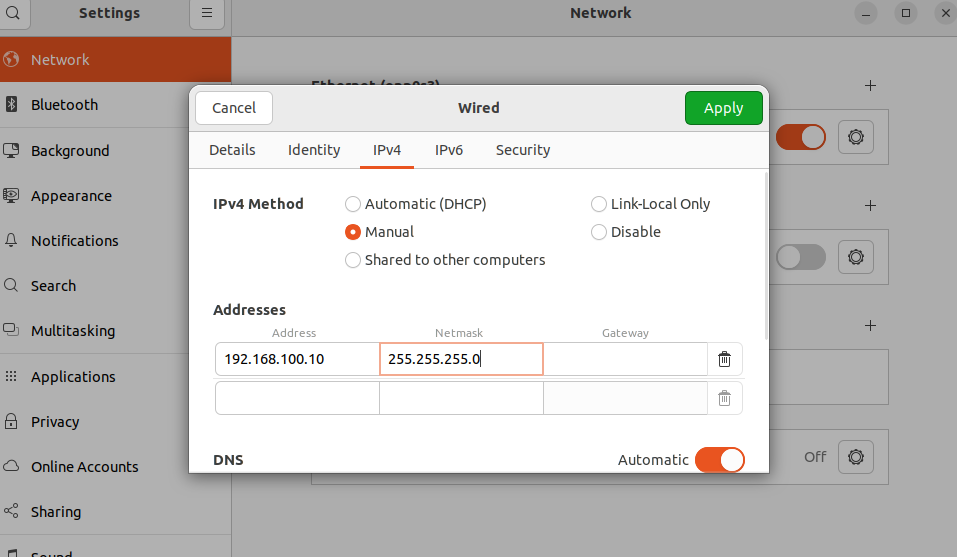 Settings
Network
Network
Bluetooth
Background
Appearance
Notifications
Search
Multitasking
Applications
Privacy
Online Accounts
Sharing
Sound
Cancel
Wired
Apply
Details
Identity
IPv4
IPv6
Security
IPv4 Method
Automatic (DHCP)
Link-Local Only
Manual
Disable
Shared to other computers
Addresses
Address
Netmask
Gateway
192.168.100.10
255.255.255.0
DNS
Automatic
Off